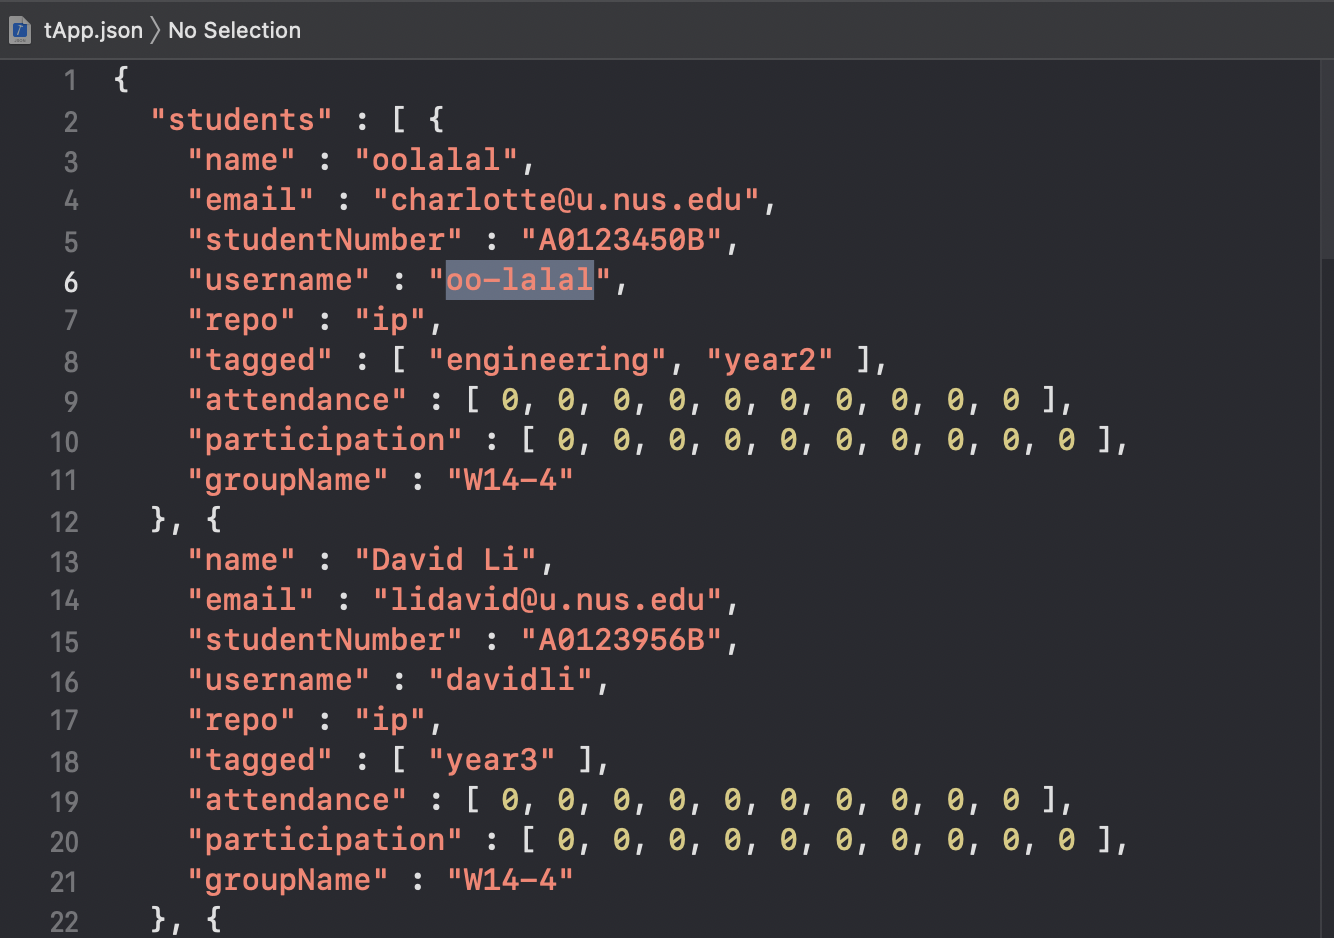 tApp.json 〉 No Selection
1 {
2 "students" : [ {
3 "name" : "oolalal",
4 "email" : "charlotte@u.nus.edu",
5 "studentNumber" : "A0123450B",
6 "username" : "oo-lalal",
7 "repo" : "ip",
8 "tagged" : [ "engineering", "year2" ],
9 "attendance" : [ 0, 0, 0, 0, 0, 0, 0, 0, 0, 0 ],
10 "participation" : [ 0, 0, 0, 0, 0, 0, 0, 0, 0, 0 ],
11 "groupName" : "W14-4"
12 }, {
13 "name" : "David Li",
14 "email" : "lidavid@u.nus.edu",
15 "studentNumber" : "A0123956B",
16 "username" : "davidli",
17 "repo" : "ip",
18 "tagged" : [ "year3" ],
19 "attendance" : [ 0, 0, 0, 0, 0, 0, 0, 0, 0, 0 ],
20 "participation" : [ 0, 0, 0, 0, 0, 0, 0, 0, 0, 0 ],
21 "groupName" : "W14-4"
22 }, {